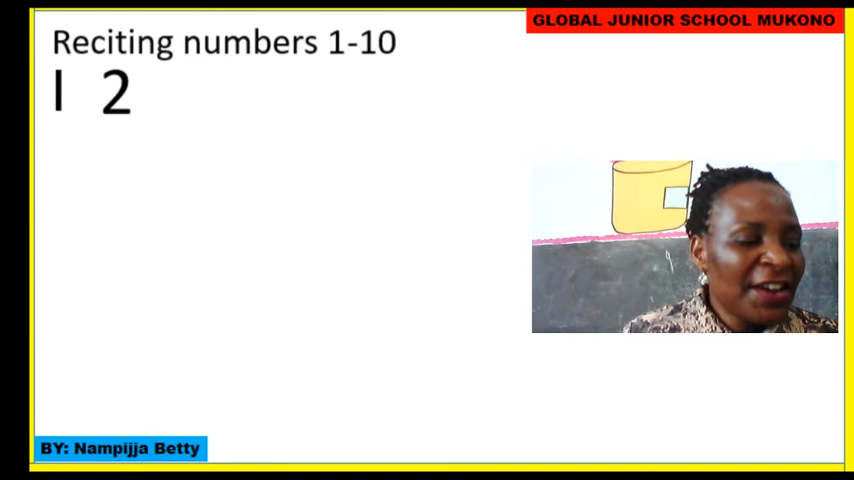 GLOBAL JUNIOR SCHOOL MUKONO
Reciting numbers 1-10
I 2
BY: Nampijja Betty